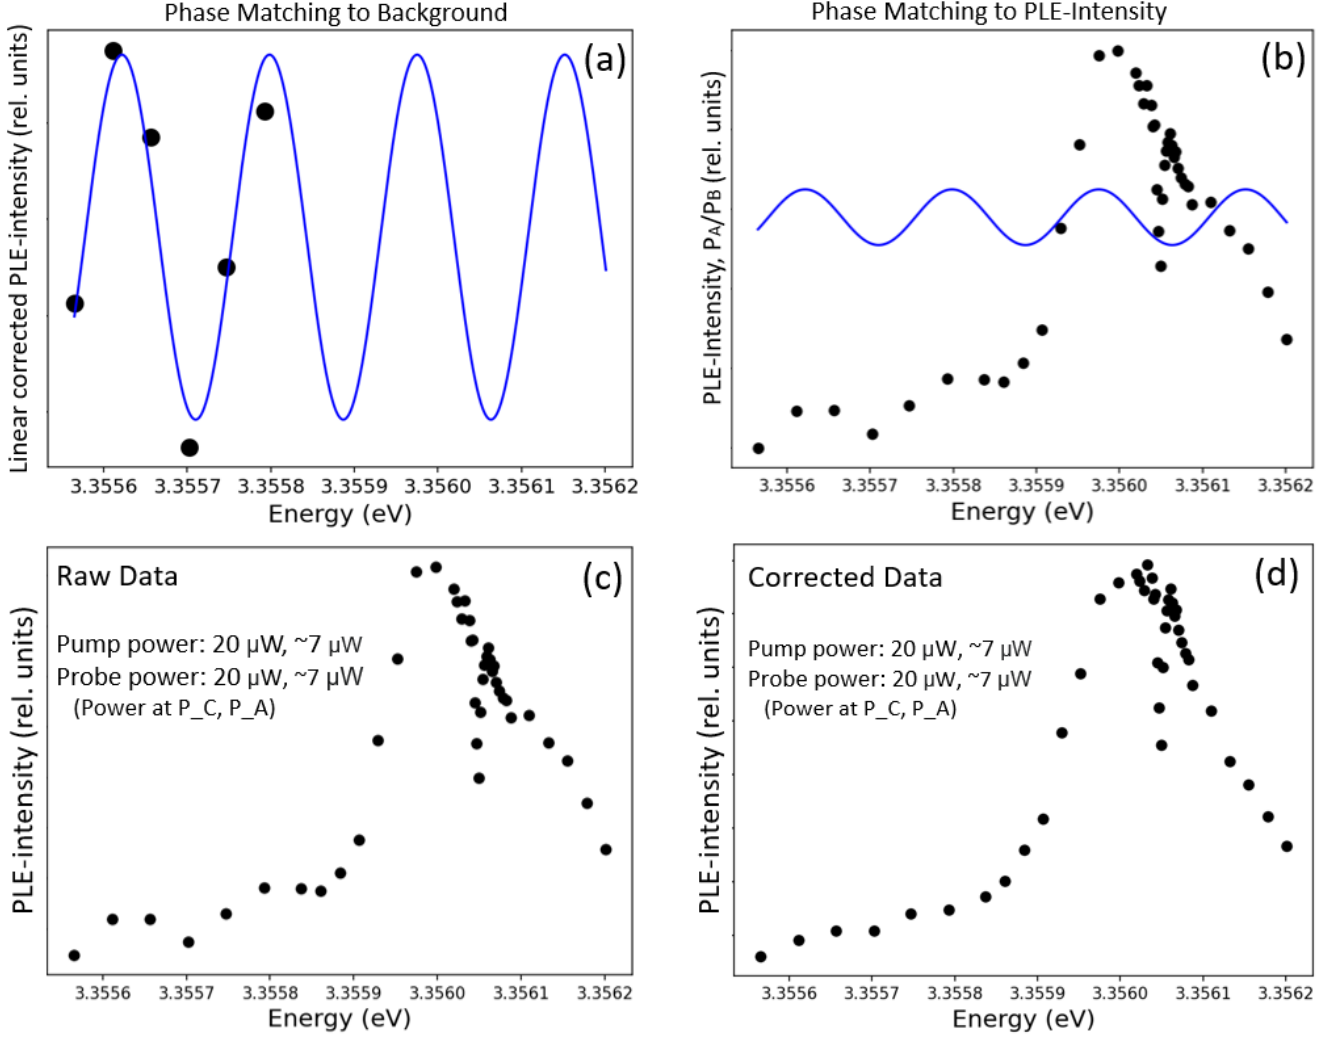 Phase Matching to Background
(a)
Linear corrected PLE-intensity (rel. units)
3.3556 3.3557 3.3558 3.3559 3.3560 3.3561 3.3562
Energy (eV)
Phase Matching to PLE-Intensity
(b)
PLE-Intensity, PA/PB (rel. units)
3.3556 3.3557 3.3558 3.3559 3.3560 3.3561 3.3562
Energy (eV)
Raw Data
(c)
Pump power: 20 μW, ~7 μW
Probe power: 20 μW, ~7 μW
(Power at P_C, P_A)
PLE-intensity (rel. units)
3.3556 3.3557 3.3558 3.3559 3.3560 3.3561 3.3562
Energy (eV)
Corrected Data
(d)
Pump power: 20 μW, ~7 μW
Probe power: 20 μW, ~7 μW
(Power at P_C, P_A)
PLE-intensity (rel. units)
3.3556 3.3557 3.3558 3.3559 3.3560 3.3561 3.3562
Energy (eV)